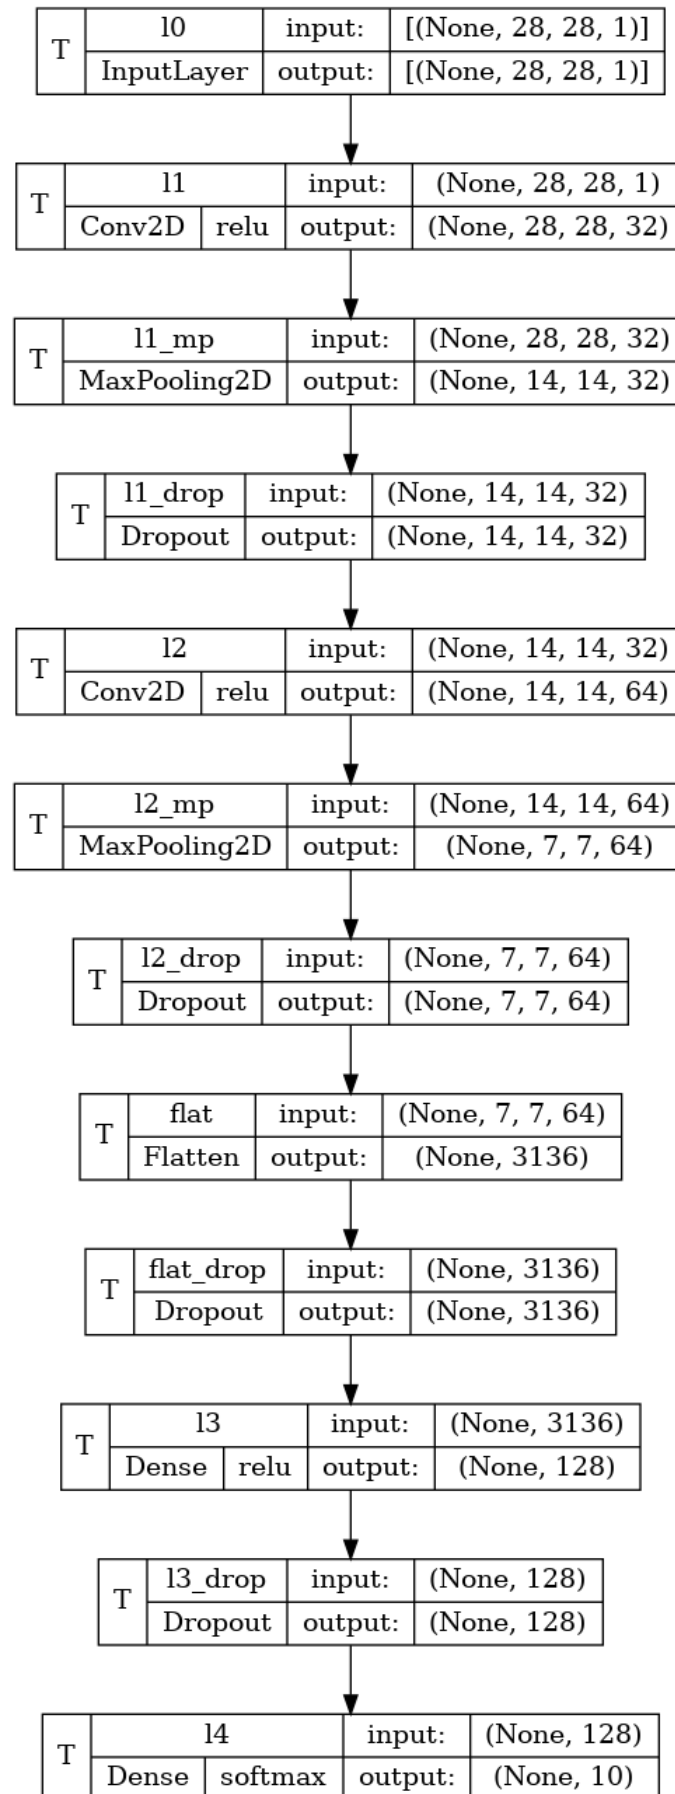 T l0 input: [(None, 28, 28, 1)]
InputLayer output: [(None, 28, 28, 1)]
T l1 input: (None, 28, 28, 1)
Conv2D relu output: (None, 28, 28, 32)
T l1_mp input: (None, 28, 28, 32)
MaxPooling2D output: (None, 14, 14, 32)
T l1_drop input: (None, 14, 14, 32)
Dropout output: (None, 14, 14, 32)
T l2 input: (None, 14, 14, 32)
Conv2D relu output: (None, 14, 14, 64)
T l2_mp input: (None, 14, 14, 64)
MaxPooling2D output: (None, 7, 7, 64)
T l2_drop input: (None, 7, 7, 64)
Dropout output: (None, 7, 7, 64)
T flat input: (None, 7, 7, 64)
Flatten output: (None, 3136)
T flat_drop input: (None, 3136)
Dropout output: (None, 3136)
T l3 input: (None, 3136)
Dense relu output: (None, 128)
T l3_drop input: (None, 128)
Dropout output: (None, 128)
T l4 input: (None, 128)
Dense softmax output: (None, 10)